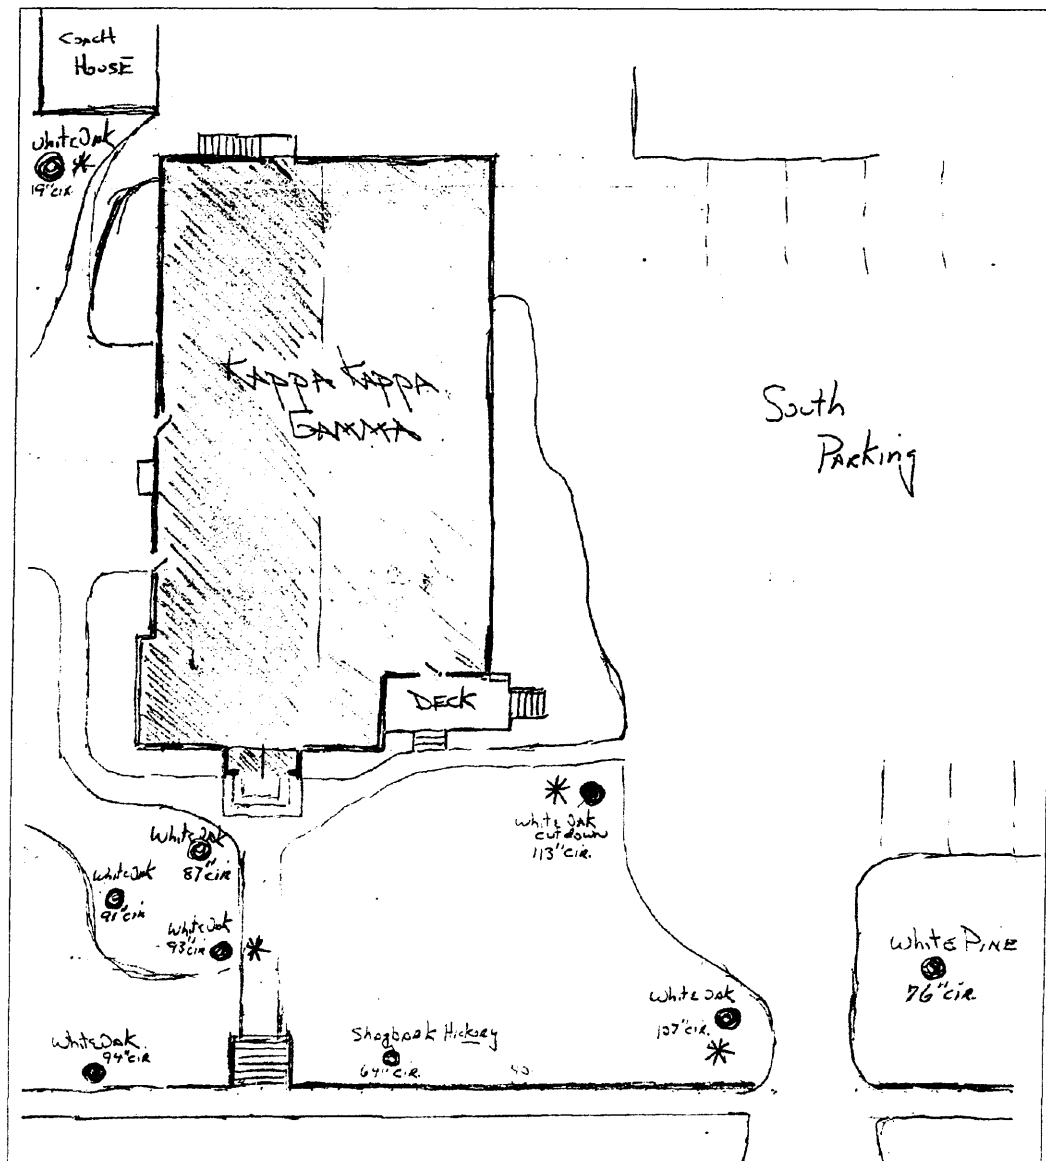 Coach
House
White Oak
19" cir.
Kappa Kappa
Gamma
South
Parking
Deck
White Oak
cut down
113" cir.
White Oak
87" cir
White Oak
91" cir
White Oak
93" cir
White Pine
76" cir.
White Oak
107" cir.
White Oak.
94" cir
Shagbark Hickory
64" cir.